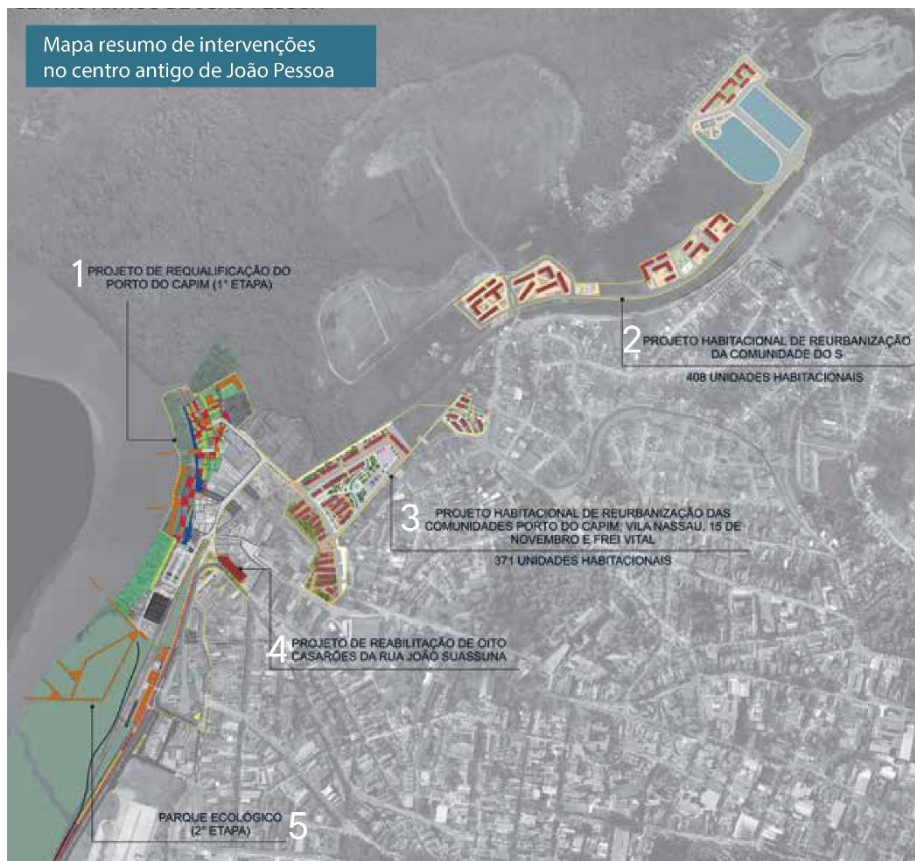 Mapa resumo de intervenções
no centro antigo de João Pessoa
1 PROJETO DE REQUALIFICAÇÃO DO
PORTO DO CAPIM (1ª ETAPA)
2 PROJETO HABITACIONAL DE REURBANIZAÇÃO
DA COMUNIDADE DO S
408 UNIDADES HABITACIONAIS
3 PROJETO HABITACIONAL DE REURBANIZAÇÃO DAS
COMUNIDADES PORTO DO CAPIM, VILA NASSAU, 15 DE
NOVEMBRO E FREI VITAL
371 UNIDADES HABITACIONAIS
4 PROJETO DE REABILITAÇÃO DE OITO
CASARÕES DA RUA JOÃO SUASSUNA
PARQUE ECOLÓGICO 5
(2ª ETAPA)